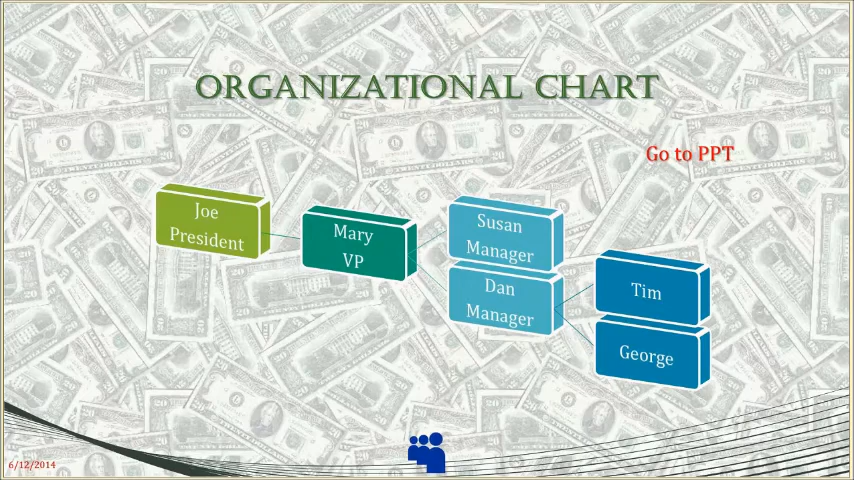 ORGANIZATIONAL CHART
Go to PPT
Joe
President
Mary
VP
Susan
Manager
Dan
Manager
Tim
George
6/12/2014